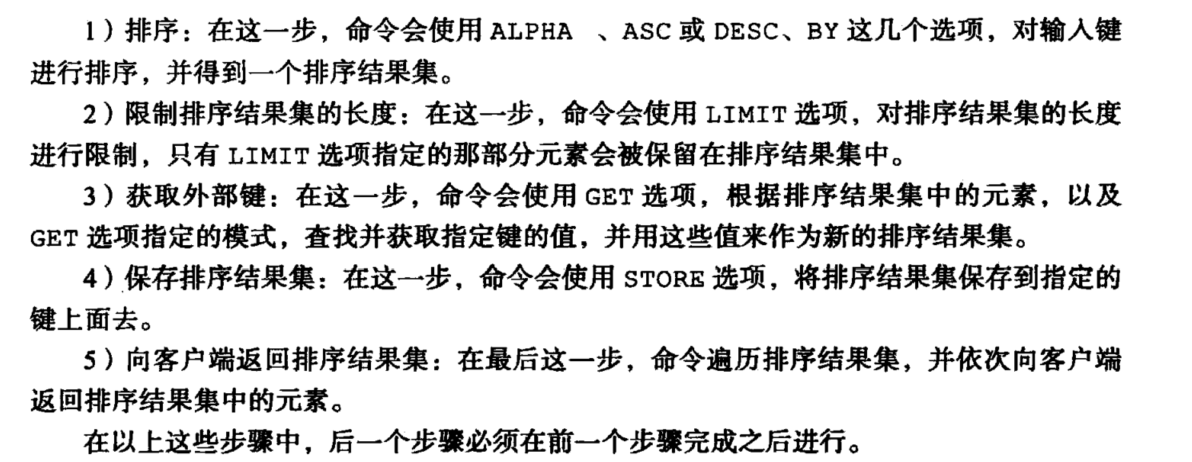 1）排序：在这一步，命令会使用 ALPHA 、ASC 或 DESC、BY 这几个选项，对输入键
进行排序，并得到一个排序结果集。
2）限制排序结果集的长度：在这一步，命令会使用 LIMIT 选项，对排序结果集的长度
进行限制，只有 LIMIT 选项指定的那部分元素会被保留在排序结果集中。
3）获取外部键：在这一步，命令会使用 GET 选项，根据排序结果集中的元素，以及
GET 选项指定的模式，查找并获取指定键的值，并用这些值来作为新的排序结果集。
4）保存排序结果集：在这一步，命令会使用 STORE 选项，将排序结果集保存到指定的
键上面去。
5）向客户端返回排序结果集：在最后这一步，命令遍历排序结果集，并依次向客户端
返回排序结果集中的元素。
在以上这些步骤中，后一个步骤必须在前一个步骤完成之后进行。